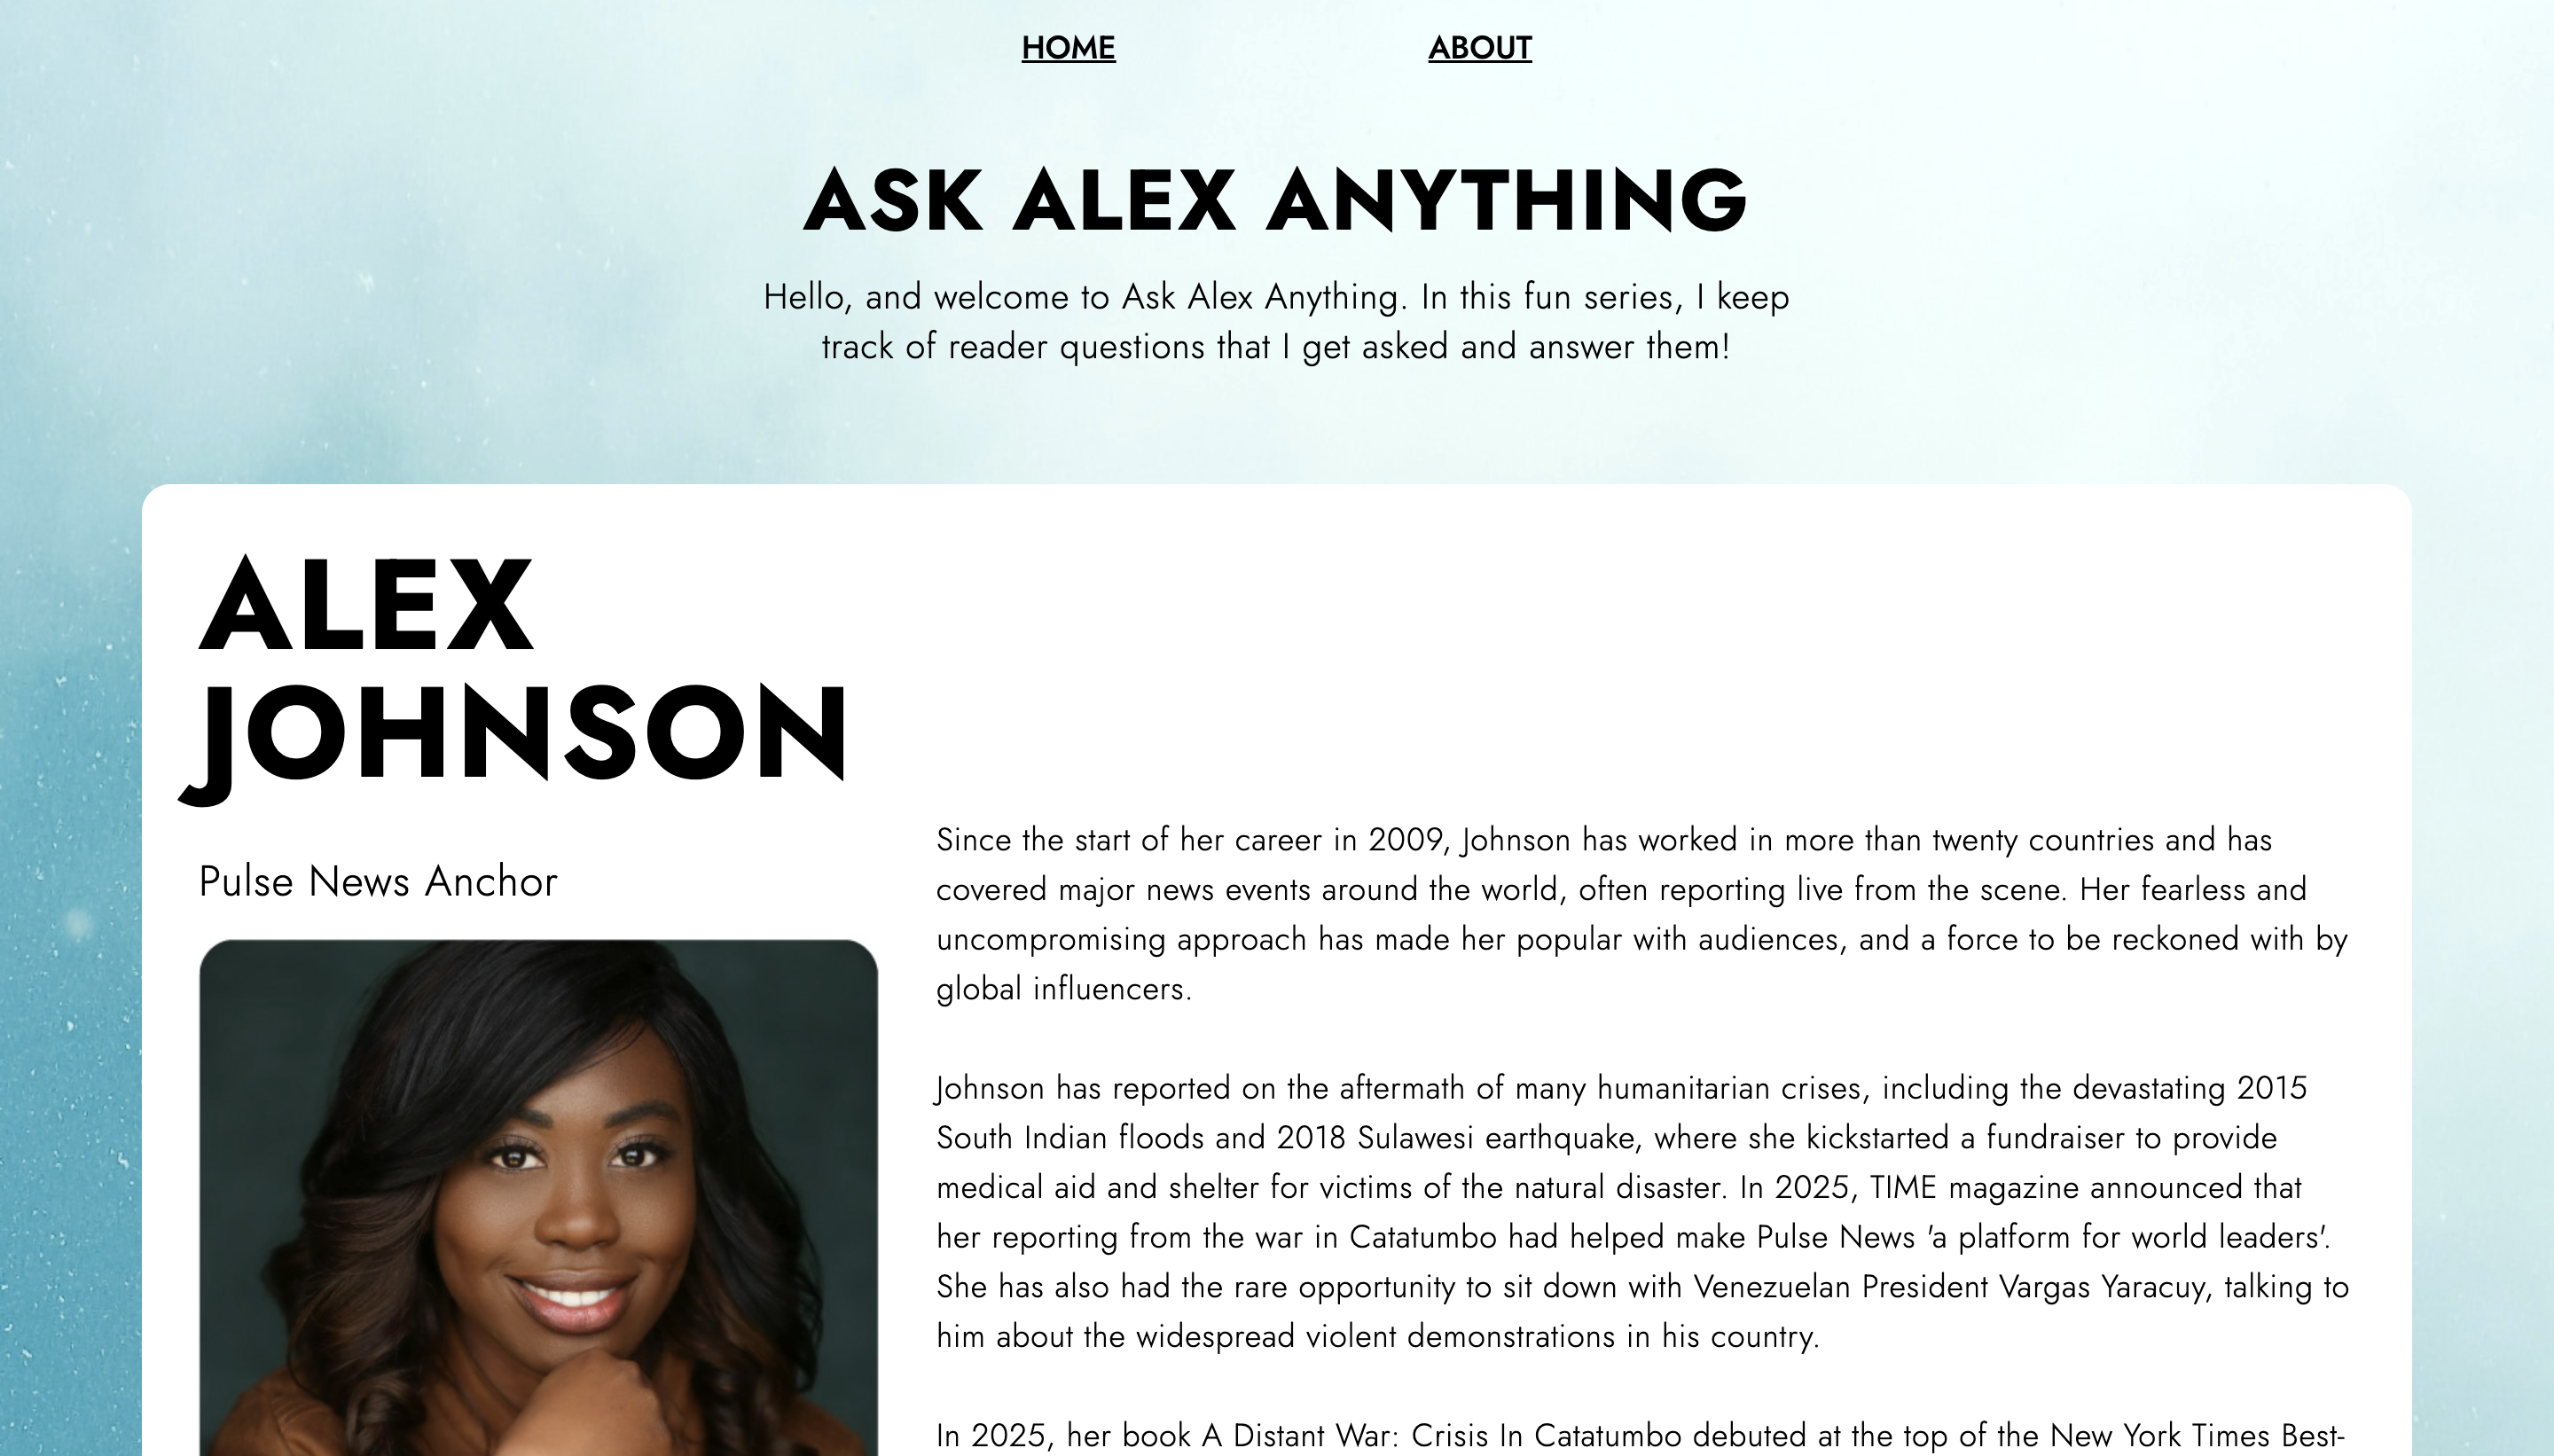 HOME
ABOUT
ASK ALEX ANYTHING
Hello, and welcome to Ask Alex Anything. In this fun series, I keep
track of reader questions that I get asked and answer them!
ALEX
JOHNSON
Pulse News Anchor
Since the start of her career in 2009, Johnson has worked in more than twenty countries and has
covered major news events around the world, often reporting live from the scene. Her fearless and
uncompromising approach has made her popular with audiences, and a force to be reckoned with by
global influencers.
Johnson has reported on the aftermath of many humanitarian crises, including the devastating 2015
South Indian floods and 2018 Sulawesi earthquake, where she kickstarted a fundraiser to provide
medical aid and shelter for victims of the natural disaster. In 2025, TIME magazine announced that
her reporting from the war in Catatumbo had helped make Pulse News 'a platform for world leaders'.
She has also had the rare opportunity to sit down with Venezuelan President Vargas Yaracuy, talking to
him about the widespread violent demonstrations in his country.
In 2025, her book A Distant War: Crisis In Catatumbo debuted at the top of the New York Times Best-